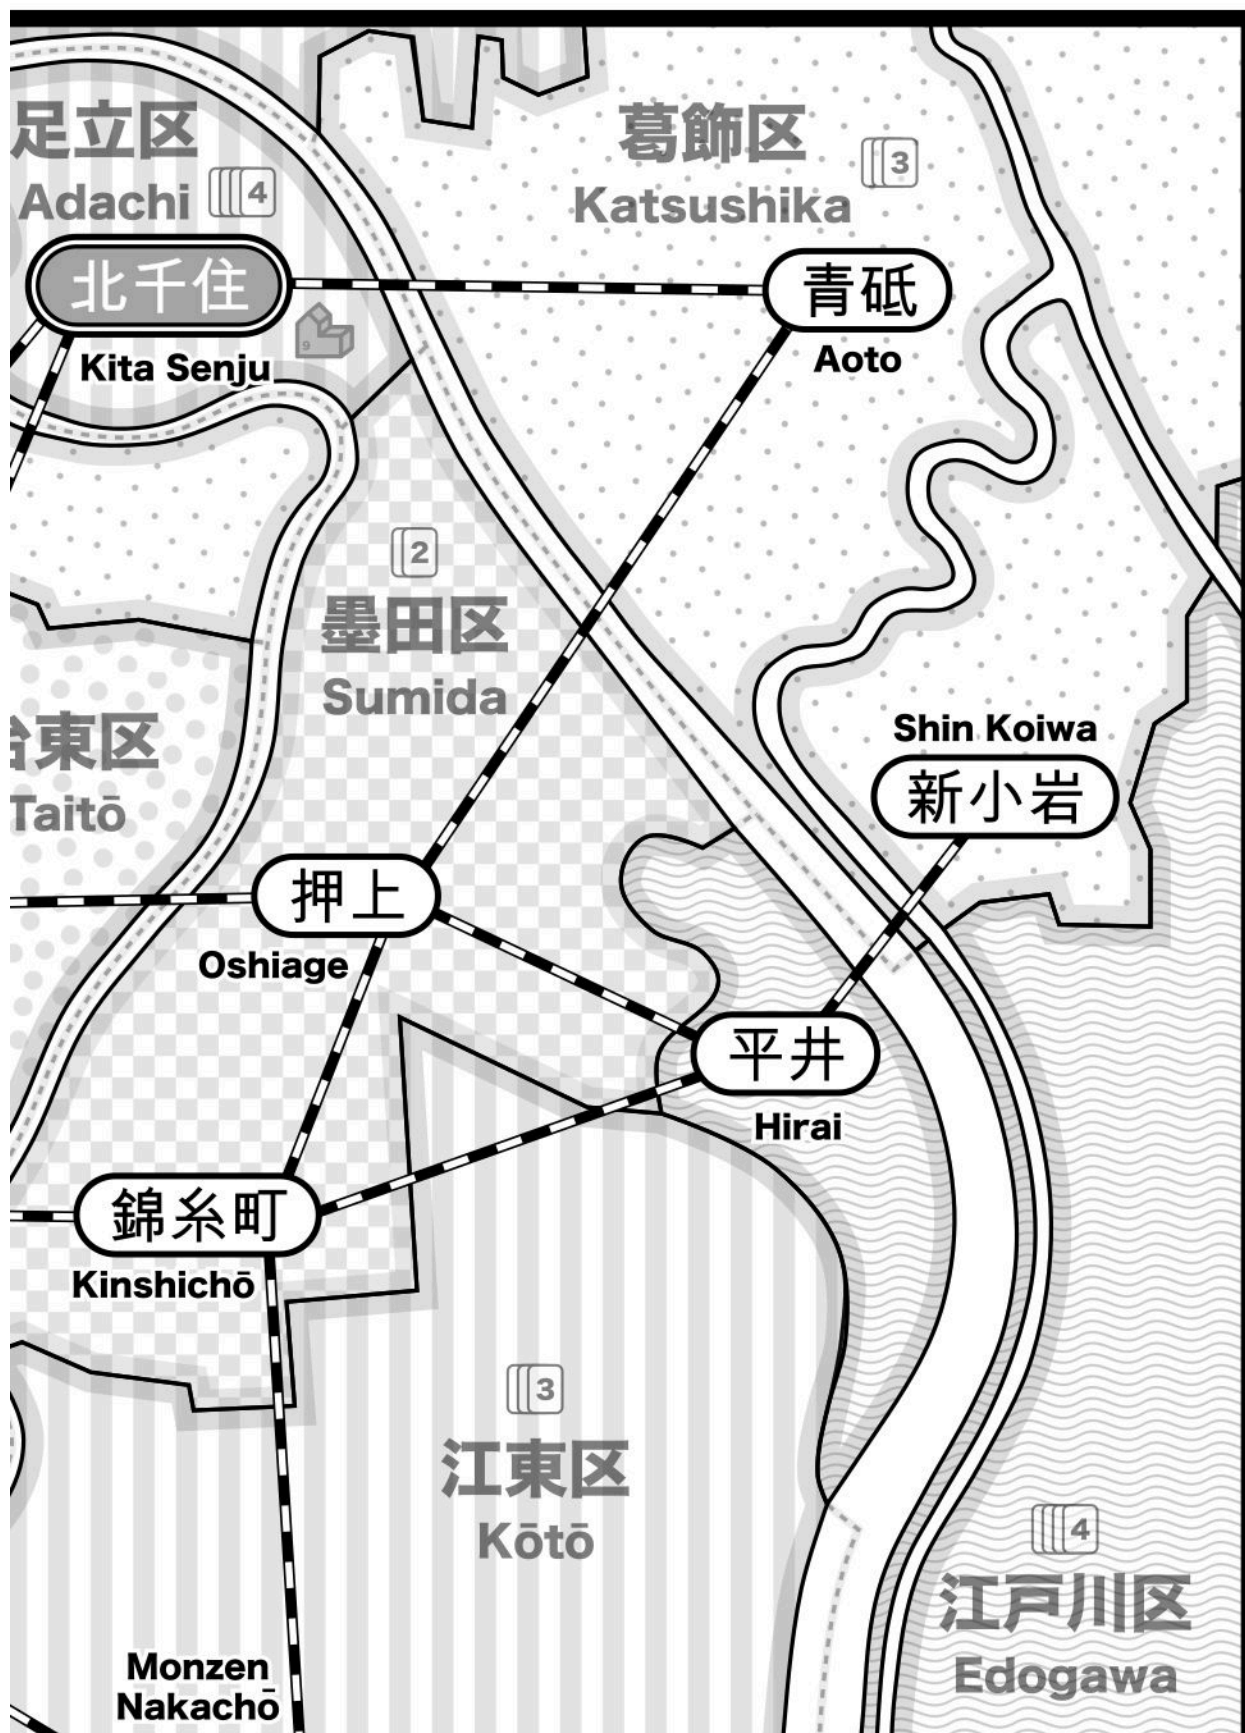 足立区
Adachi
4
葛飾区
3
Katsushika
北千住
Kita Senju
9
青砥
Aoto
2
墨田区
Sumida
台東区
Taitō
Shin Koiwa
新小岩
押上
Oshiage
平井
Hirai
錦糸町
Kinshichō
3
江東区
Kōtō
4
江戸川区
Edogawa
Monzen
Nakachō